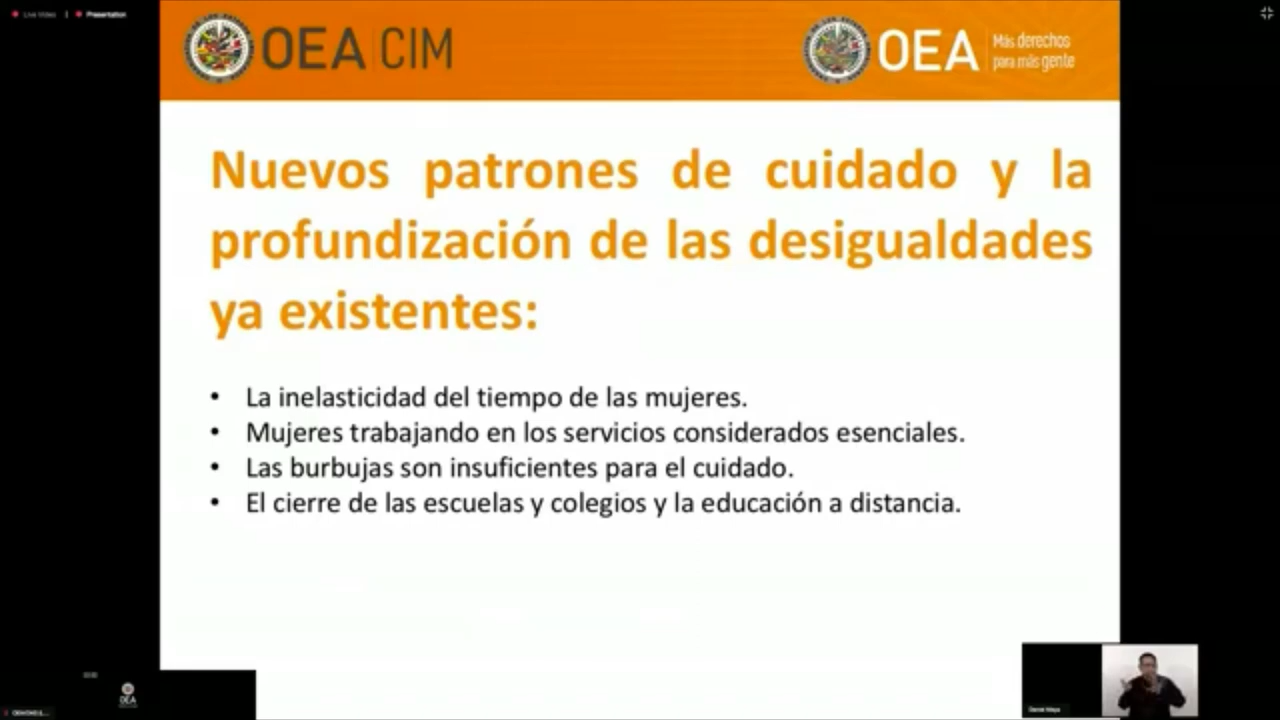 Live Video | Presentation
OEA CIM
OEA
Más derechos
para más gente
Nuevos patrones de cuidado y la
profundización de las desigualdades
ya existentes:
• La inelasticidad del tiempo de las mujeres.
• Mujeres trabajando en los servicios considerados esenciales.
• Las burbujas son insuficientes para el cuidado.
• El cierre de las escuelas y colegios y la educación a distancia.
OEA